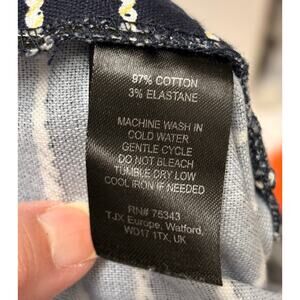 97% COTTON
3% ELASTANE
MACHINE WASH IN
COLD WATER
GENTLE CYCLE
DO NOT BLEACH
TUMBLE DRY LOW
COOL IRON IF NEEDED
RN# 75343
TJX Europe, Watford,
WD17 1TX, UK